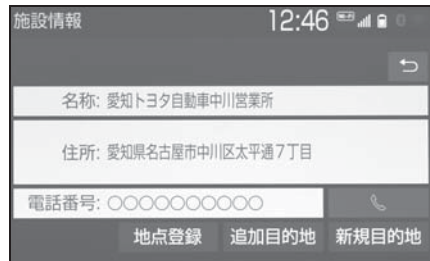 施設情報
12:46
名称: 愛知トヨタ自動車中川営業所
住所: 愛知県名古屋市中川区太平通7丁目
電話番号: ○○○○○○○○○○
地点登録 追加目的地 新規目的地